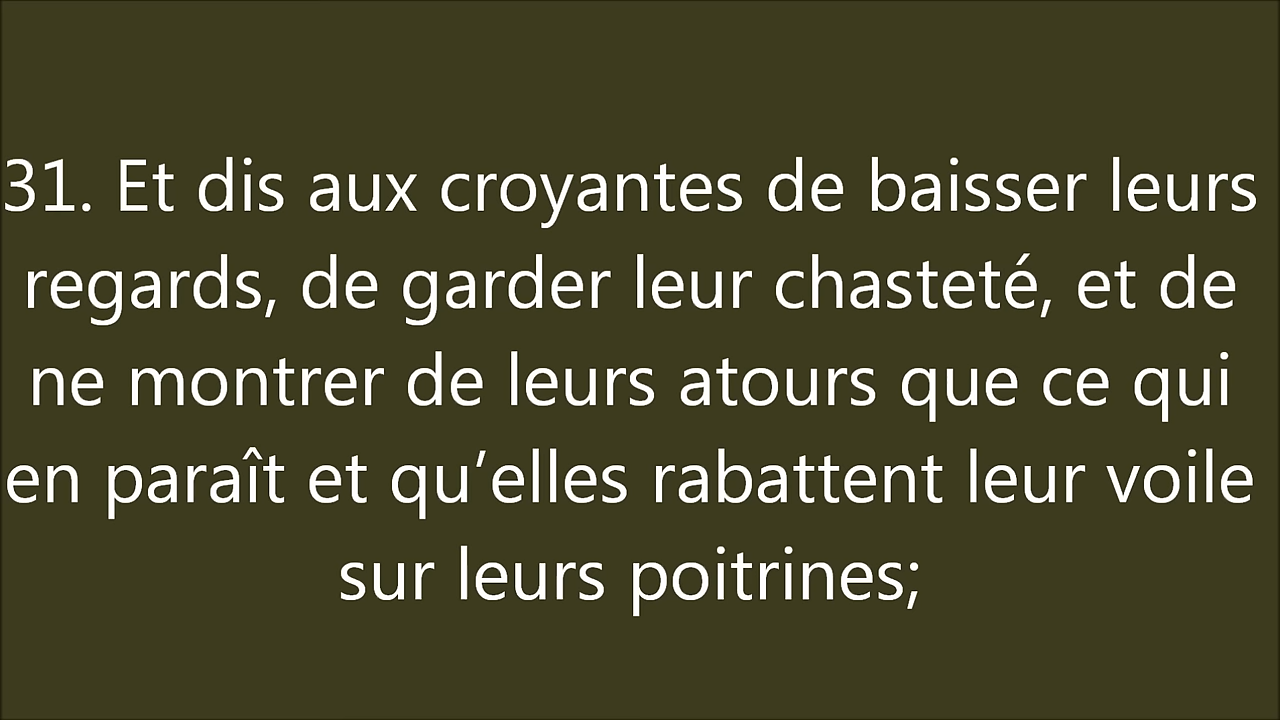 31. Et dis aux croyantes de baisser leurs
regards, de garder leur chasteté, et de
ne montrer de leurs atours que ce qui
en paraît et qu’elles rabattent leur voile
sur leurs poitrines;